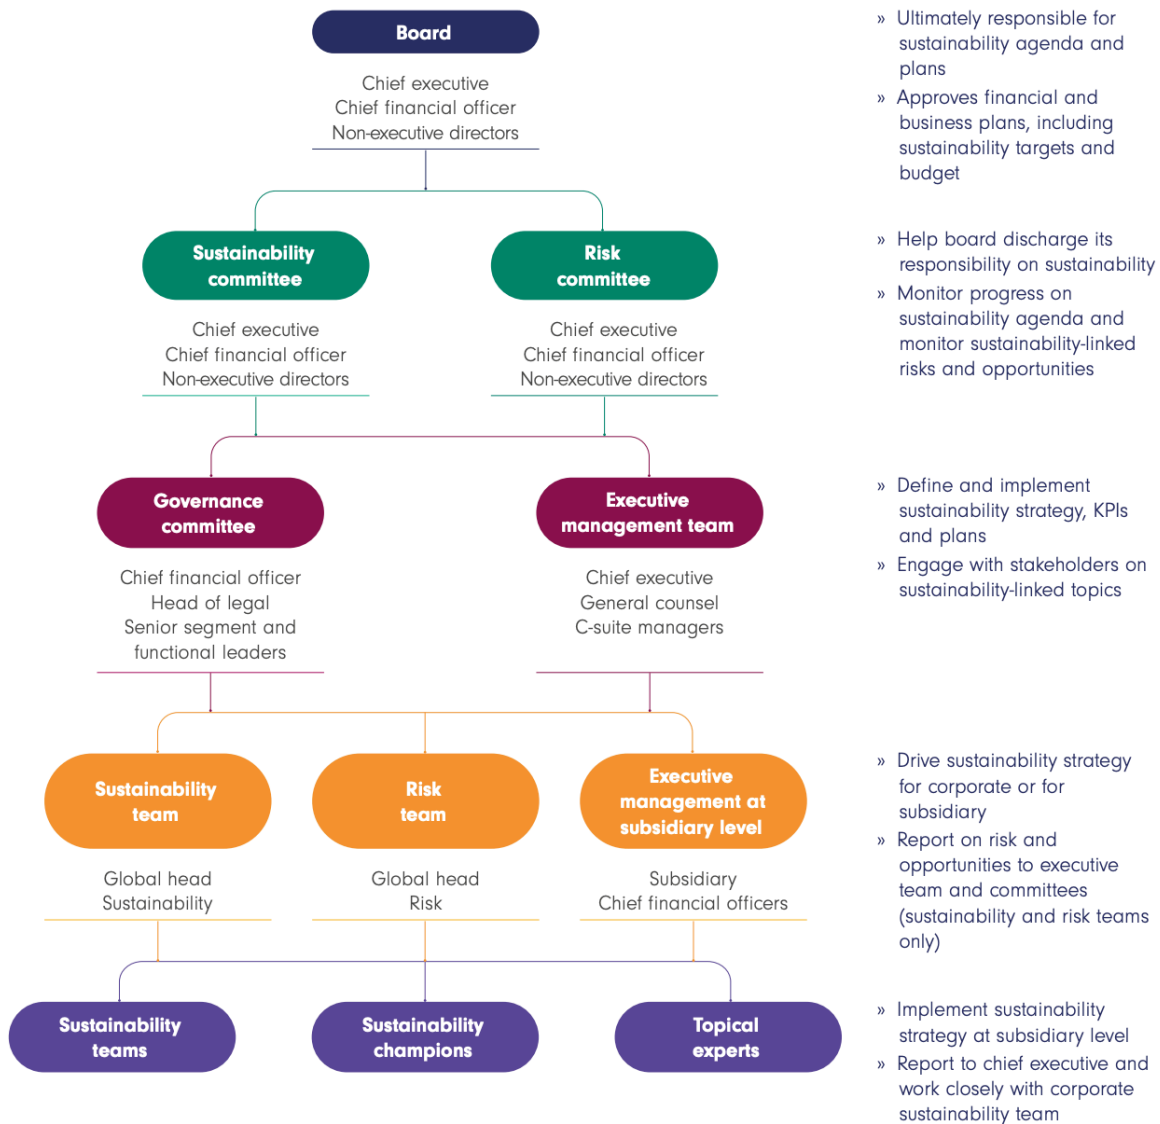 Board
Chief executive
Chief financial officer
Non-executive directors
» Ultimately responsible for
sustainability agenda and
plans
» Approves financial and
business plans, including
sustainability targets and
budget
Sustainability
committee
Chief executive
Chief financial officer
Non-executive directors
Risk
committee
Chief executive
Chief financial officer
Non-executive directors
» Help board discharge its
responsibility on sustainability
» Monitor progress on
sustainability agenda and
monitor sustainability-linked
risks and opportunities
Governance
committee
Chief financial officer
Head of legal
Senior segment and
functional leaders
Executive
management team
Chief executive
General counsel
C-suite managers
» Define and implement
sustainability strategy, KPIs
and plans
» Engage with stakeholders on
sustainability-linked topics
Sustainability
team
Global head
Sustainability
Risk
team
Global head
Risk
Executive
management at
subsidiary level
Subsidiary
Chief financial officers
» Drive sustainability strategy
for corporate or for
subsidiary
» Report on risk and
opportunities to executive
team and committees
(sustainability and risk teams
only)
Sustainability
teams
Sustainability
champions
Topical
experts
» Implement sustainability
strategy at subsidiary level
» Report to chief executive and
work closely with corporate
sustainability team